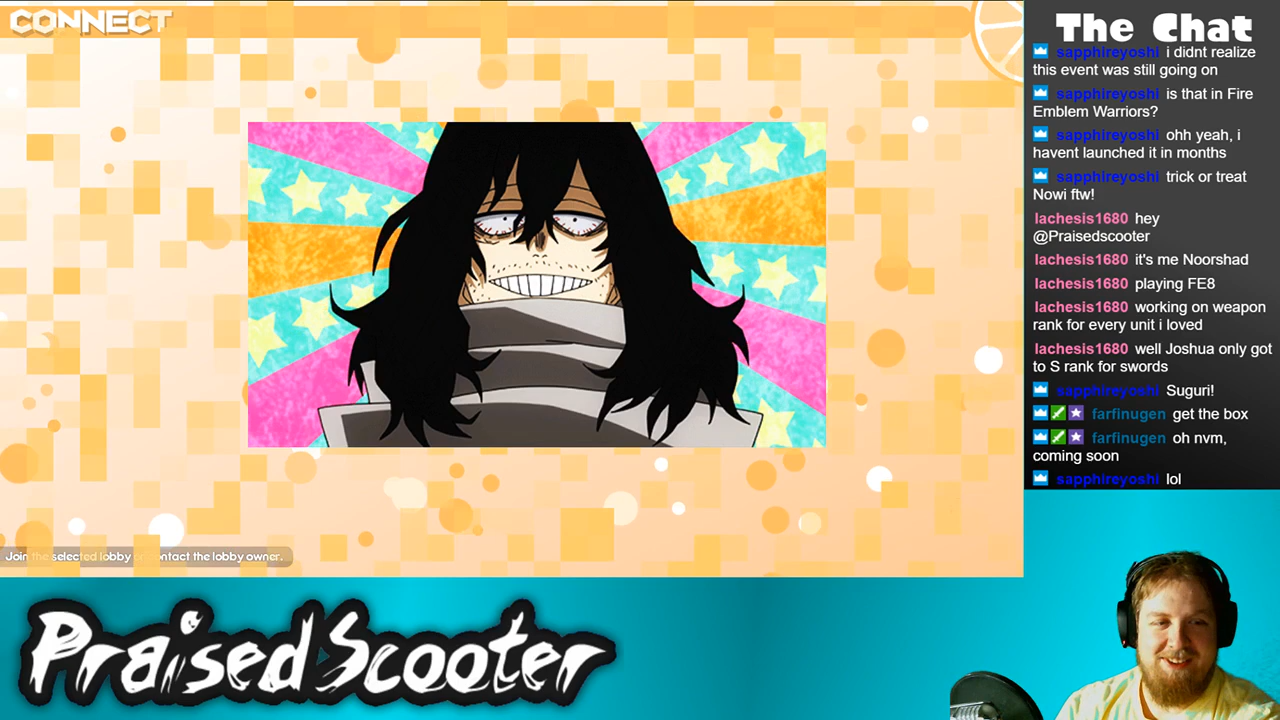 CONNECT
The Chat
sapphireyoshi i didnt realize
this event was still going on
sapphireyoshi is that in Fire
Emblem Warriors?
sapphireyoshi ohh yeah, i
havent launched it in months
sapphireyoshi trick or treat
Nowi ftw!
lachesis1680 hey
@Praisedscooter
lachesis1680 it's me Noorshad
lachesis1680 playing FE8
lachesis1680 working on weapon
rank for every unit i loved
lachesis1680 well Joshua only got
to S rank for swords
sapphireyoshi Suguri!
farfinugen get the box
farfinugen oh nvm,
coming soon
sapphireyoshi lol
Join the selected lobby or contact the lobby owner.
PraisedScooter